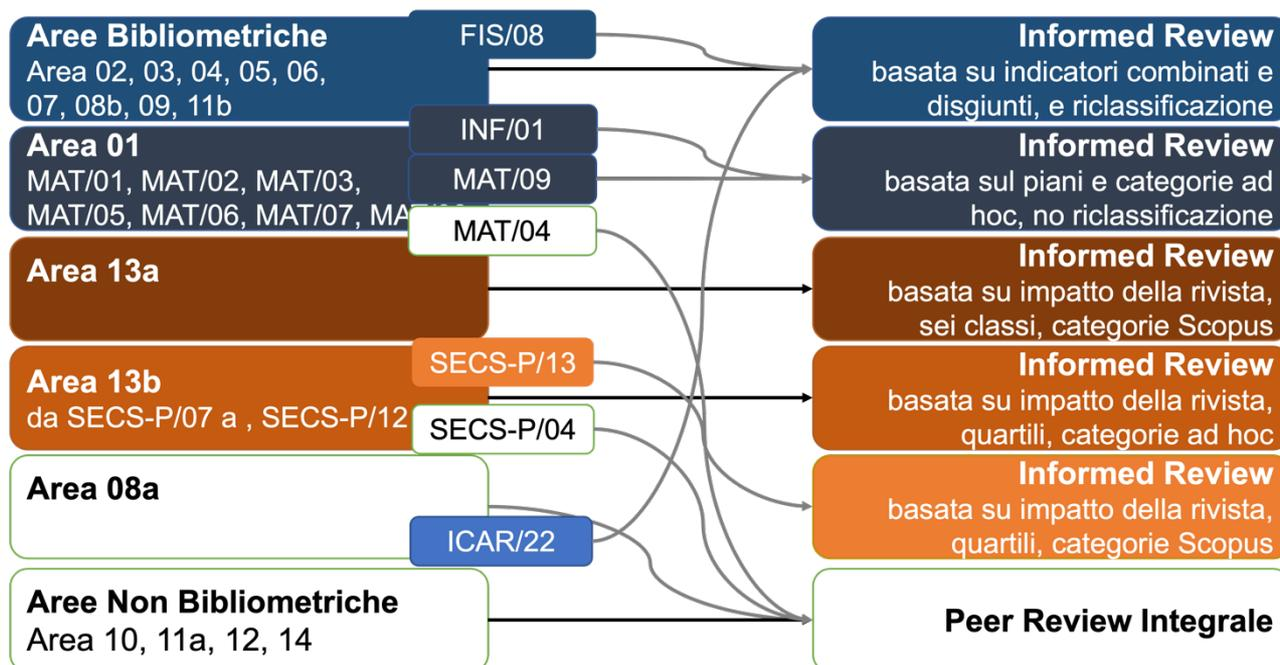 Aree Bibliometriche
Area 02, 03, 04, 05, 06,
07, 08b, 09, 11b
FIS/08
Informed Review
basata su indicatori combinati e
disgiunti, e riclassificazione
Area 01
MAT/01, MAT/02, MAT/03,
MAT/05, MAT/06, MAT/07,
INF/01
MAT/09
MAT/04
Informed Review
basata sul piani e categorie ad
hoc, no riclassificazione
Area 13a
Informed Review
basata su impatto della rivista,
sei classi, categorie Scopus
Area 13b
da SECS-P/07 a , SECS-P/12
SECS-P/13
SECS-P/04
Informed Review
basata su impatto della rivista,
quartili, categorie ad hoc
Area 08a
ICAR/22
Informed Review
basata su impatto della rivista,
quartili, categorie Scopus
Aree Non Bibliometriche
Area 10, 11a, 12, 14
Peer Review Integrale